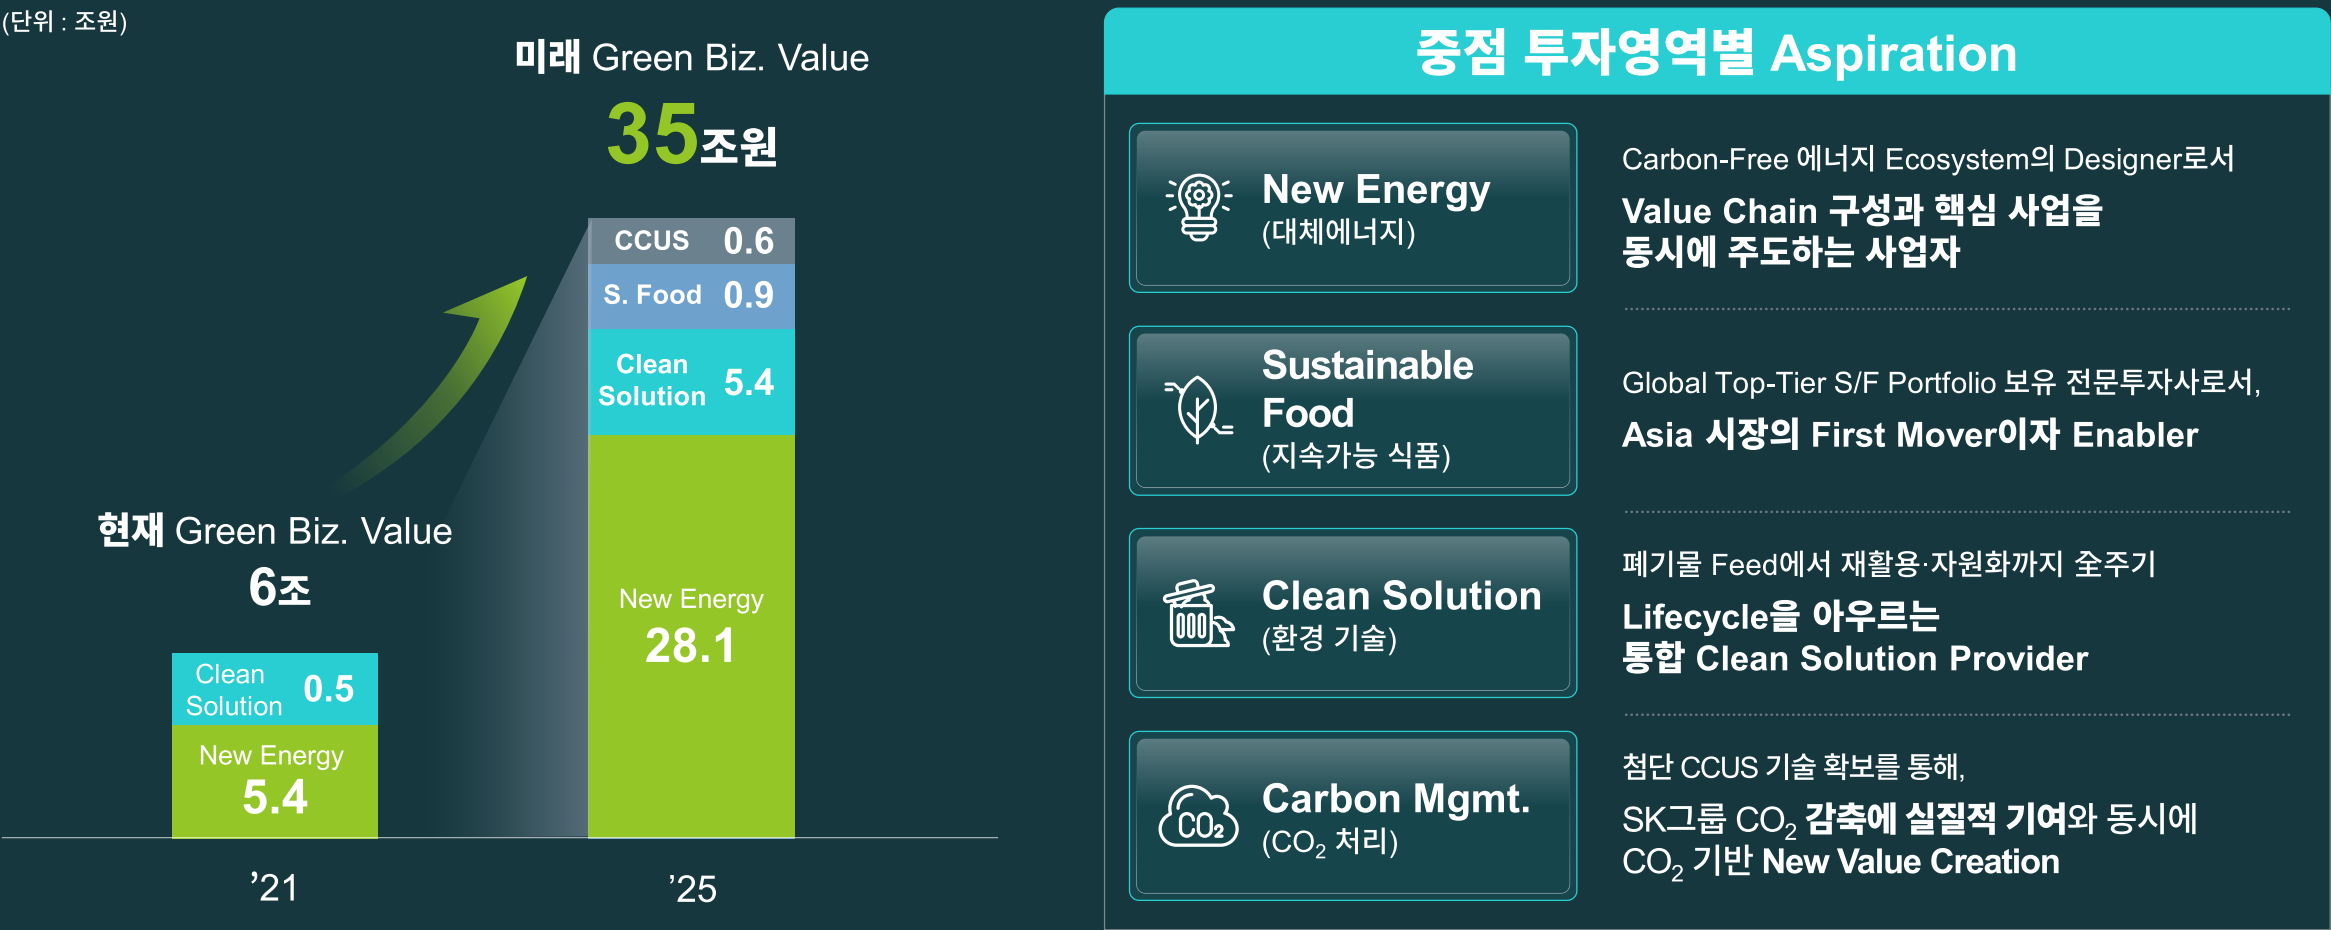 (단위 : 조원)
미래 Green Biz. Value
35조원
CCUS 0.6
S. Food 0.9
Clean
Solution 5.4
New Energy
28.1
현재 Green Biz. Value
6조
Clean
Solution 0.5
New Energy
5.4
’21
’25
중점 투자영역별 Aspiration
New Energy
(대체에너지)
Carbon-Free 에너지 Ecosystem의 Designer로서
Value Chain 구성과 핵심 사업을
동시에 주도하는 사업자
Sustainable
Food
(지속가능 식품)
Global Top-Tier S/F Portfolio 보유 전문투자사로서,
Asia 시장의 First Mover이자 Enabler
Clean Solution
(환경 기술)
폐기물 Feed에서 재활용·자원화까지 全주기
Lifecycle을 아우르는
통합 Clean Solution Provider
CO₂
Carbon Mgmt.
(CO₂ 처리)
첨단 CCUS 기술 확보를 통해,
SK그룹 CO₂ 감축에 실질적 기여와 동시에
CO₂ 기반 New Value Creation